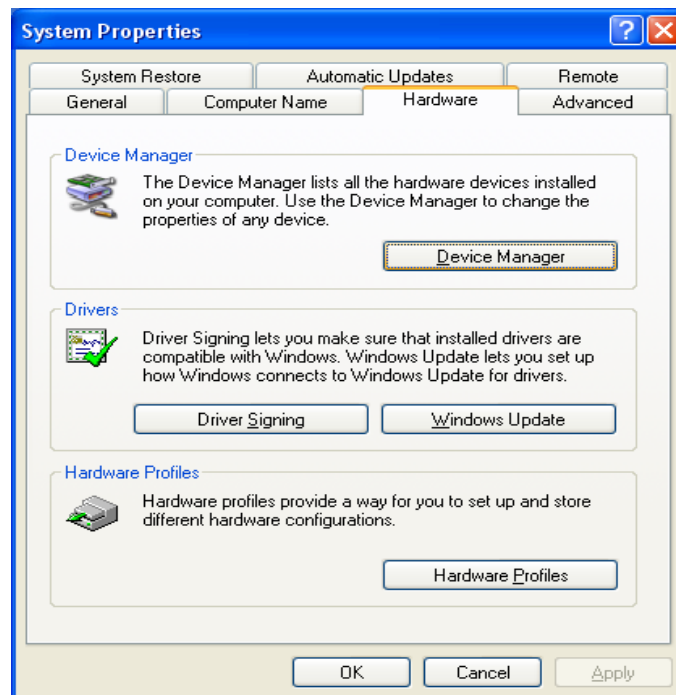 System Properties
System Restore Automatic Updates Remote
General Computer Name Hardware Advanced
Device Manager
The Device Manager lists all the hardware devices installed
on your computer. Use the Device Manager to change the
properties of any device.
Device Manager
Drivers
Driver Signing lets you make sure that installed drivers are
compatible with Windows. Windows Update lets you set up
how Windows connects to Windows Update for drivers.
Driver Signing Windows Update
Hardware Profiles
Hardware profiles provide a way for you to set up and store
different hardware configurations.
Hardware Profiles
OK Cancel Apply